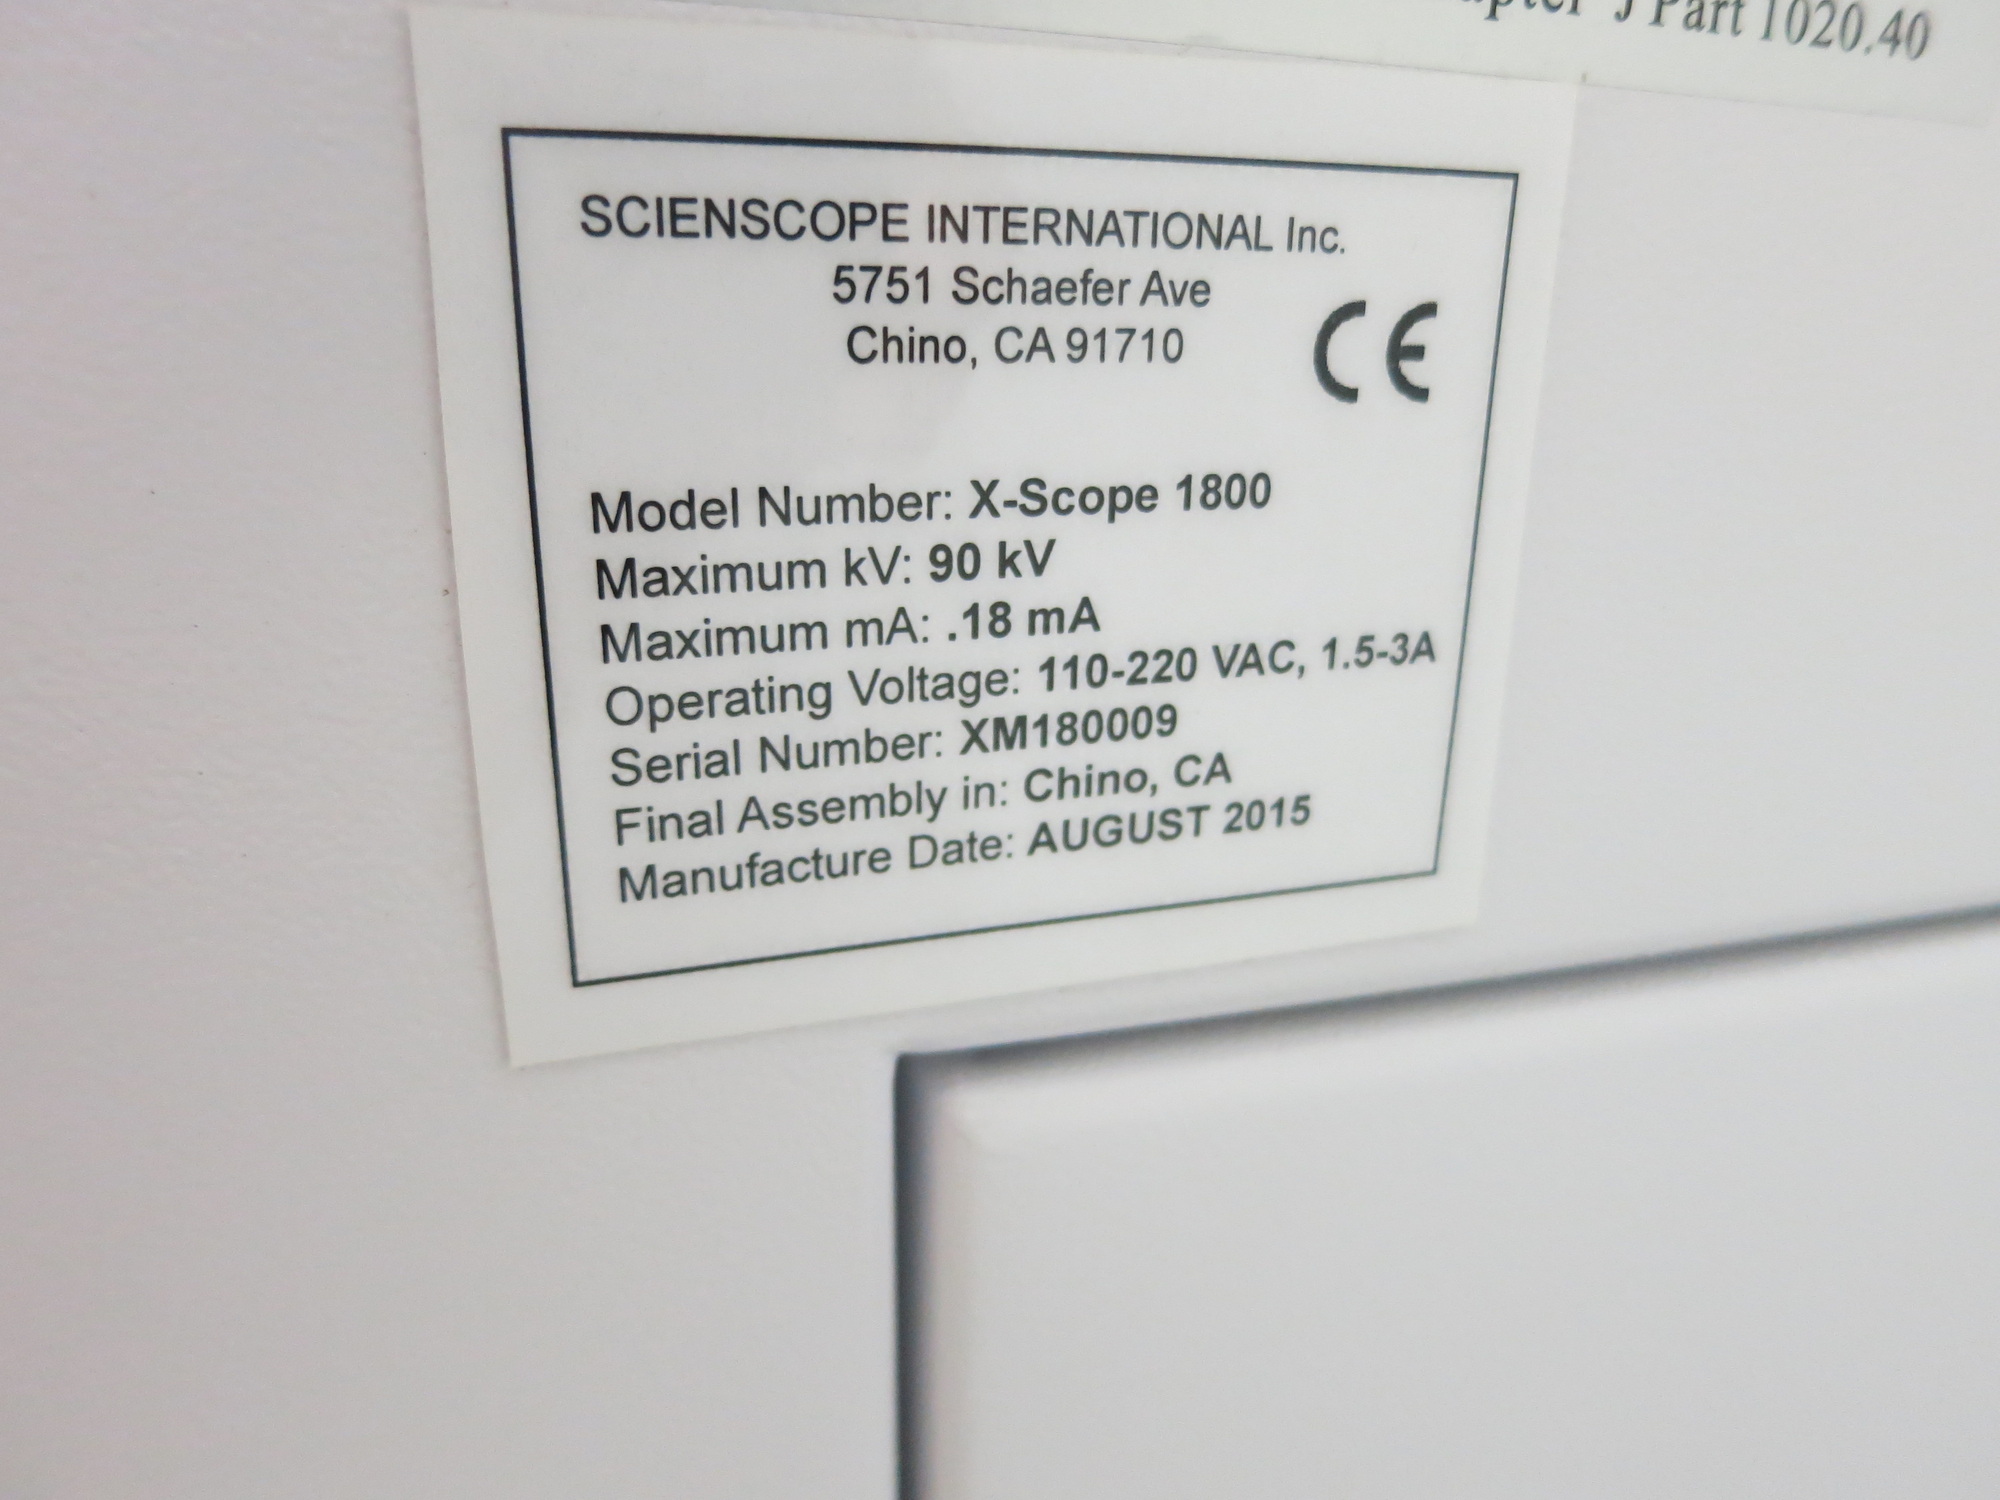 J Part 1020.40
SCIENSCOPE INTERNATIONAL Inc.
5751 Schaefer Ave
Chino, CA 91710
CE
Model Number: X-Scope 1800
Maximum kV: 90 kV
Maximum mA: .18 mA
Operating Voltage: 110-220 VAC, 1.5-3A
Serial Number: XM180009
Final Assembly in: Chino, CA
Manufacture Date: AUGUST 2015